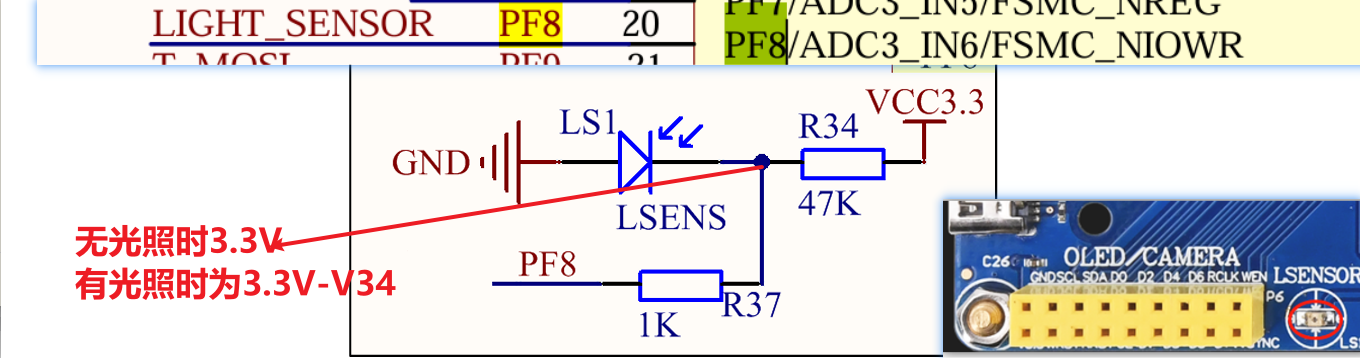 LIGHT_SENSOR PF8 20
PF7/ADC3_IN5/FSMC_NREG
PF8/ADC3_IN6/FSMC_NIOWR
T_MOSI PF9 21
VCC3.3
LS1
R34
GND
LSENS
47K
无光照时3.3V
有光照时为3.3V-V34
PF8
R37
1K
OLED/CAMERA
C26
GND SCL SDA D0 D2 D4 D6 RCLK WEN
LSENSOR
P6